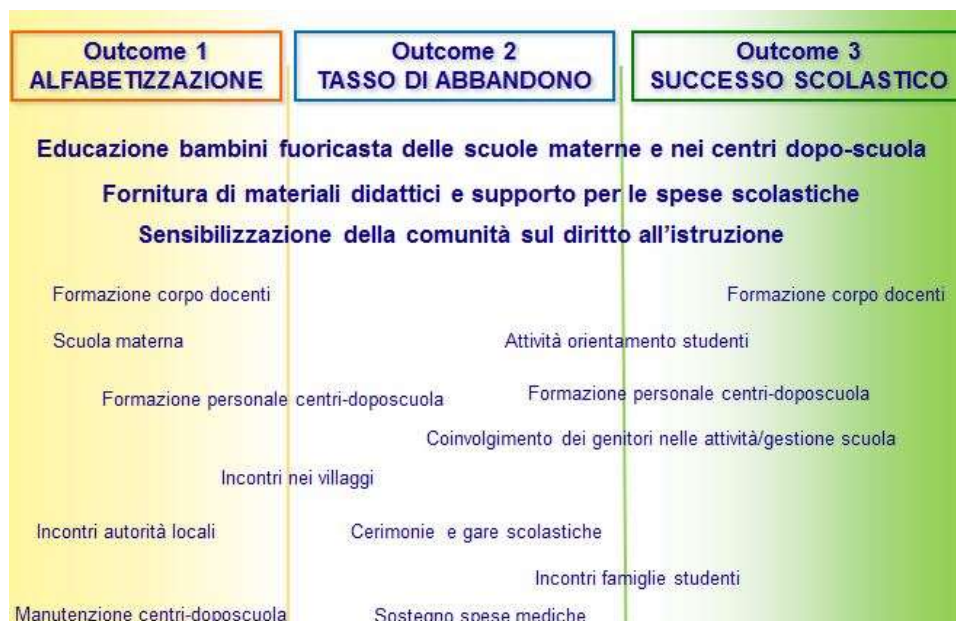 Outcome 1
ALFABETIZZAZIONE
Outcome 2
TASSO DI ABBANDONO
Outcome 3
SUCCESSO SCOLASTICO
Educazione bambini fuoricasta delle scuole materne e nei centri dopo-scuola
Fornitura di materiali didattici e supporto per le spese scolastiche
Sensibilizzazione della comunità sul diritto all'istruzione
Formazione corpo docenti
Formazione corpo docenti
Scuola materna
Attività orientamento studenti
Formazione personale centri-doposcuola
Formazione personale centri-doposcuola
Coinvolgimento dei genitori nelle attività/gestione scuola
Incontri nei villaggi
Incontri autorità locali
Cerimonie e gare scolastiche
Incontri famiglie studenti
Manutenzione centri-doposcuola
Sostegno spese mediche